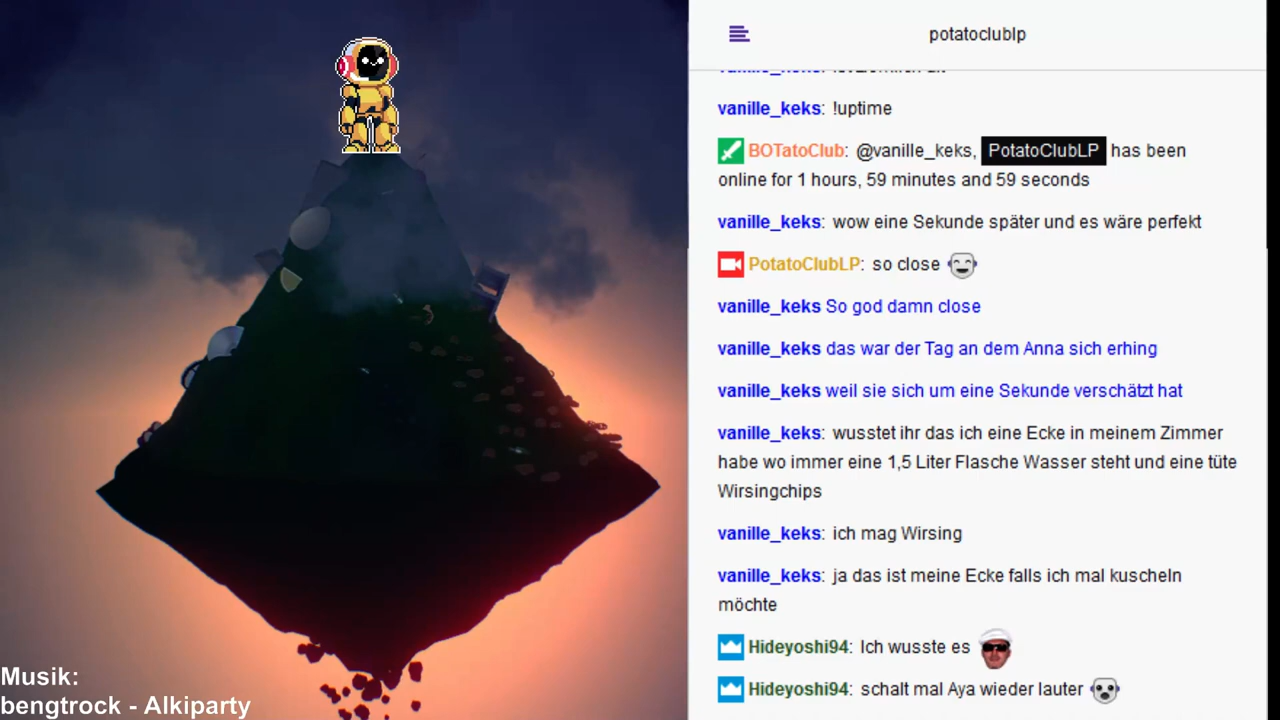 potatoclublp
vanille_keks: !uptime
BOTatoClub: @vanille_keks, PotatoClubLP has been
online for 1 hours, 59 minutes and 59 seconds
vanille_keks: wow eine Sekunde später und es wäre perfekt
PotatoClubLP: so close
vanille_keks So god damn close
vanille_keks das war der Tag an dem Anna sich erhing
vanille_keks weil sie sich um eine Sekunde verschätzt hat
vanille_keks: wusstet ihr das ich eine Ecke in meinem Zimmer
habe wo immer eine 1,5 Liter Flasche Wasser steht und eine tüte
Wirsingchips
vanille_keks: ich mag Wirsing
vanille_keks: ja das ist meine Ecke falls ich mal kuscheln
möchte
Hideyoshi94: Ich wusste es
Hideyoshi94: schalt mal Aya wieder lauter
Musik:
bengtrock - Alkiparty